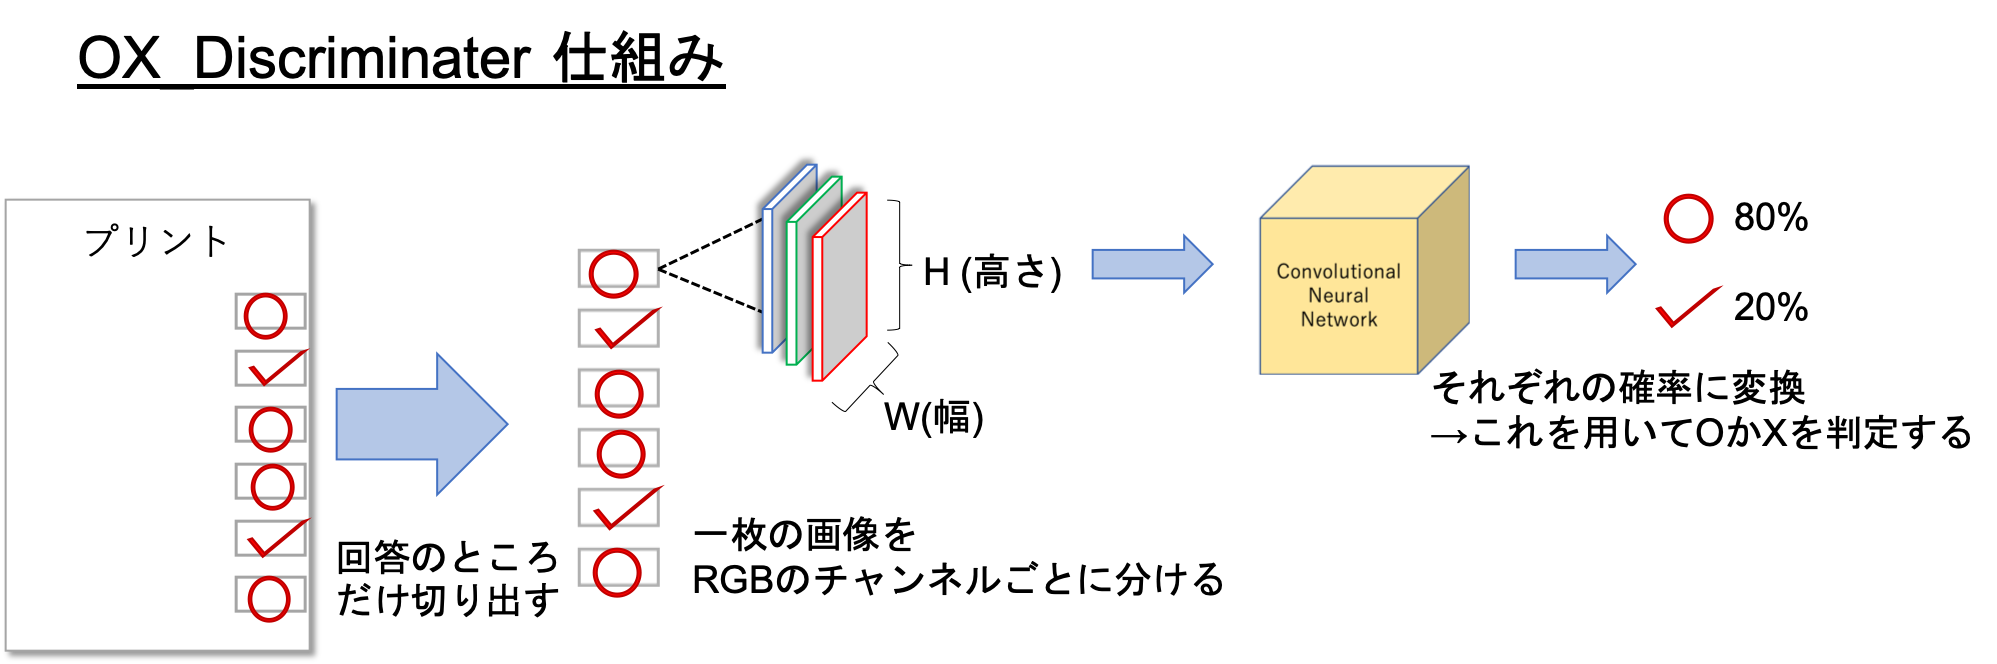 OX_Discriminater 仕組み
プリント
回答のところ
だけ切り出す
H (高さ)
W(幅)
一枚の画像を
RGBのチャンネルごとに分ける
Convolutional
Neural
Network
80%
20%
それぞれの確率に変換
→これを用いてOかXを判定する